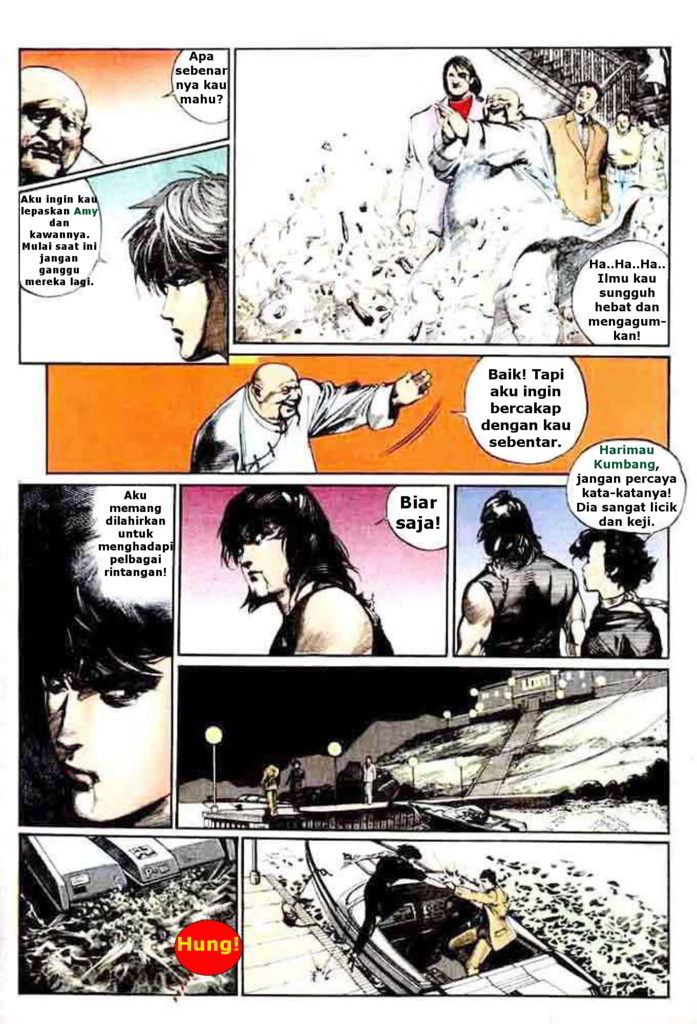 Apa
sebenar
nya kau
mahu?
Aku ingin kau
lepaskan Amy
dan
kawannya.
Mulai saat ini
jangan
ganggu
mereka lagi.
Ha..Ha..Ha..
Ilmu kau
sungguh
hebat dan
mengagum-
kan!
Baik! Tapi
aku ingin
bercakap
dengan kau
sebentar.
Harimau
Kumbang,
jangan percaya
kata-katanya!
Dia sangat licik
dan keji.
Biar
saja!
Aku
memang
dilahirkan
untuk
menghadapi
pelbagai
rintangan!
Hung!